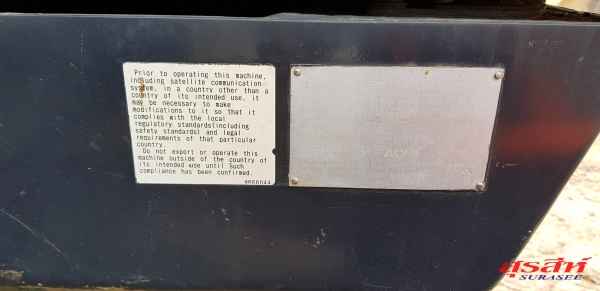 Prior to operating this machine,
including satellite communication
system, in a country other than a
country of its intended use, it
may be necessary to make
modifications to it so that it
complies with the local
regulatory standards(including
safety standards) and legal
requirements of that particular
country.
Do not export or operate this
machine outside of the country of
its intended use until such
compliance has been confirmed.
4666044
สุรสีห์
SURASEE